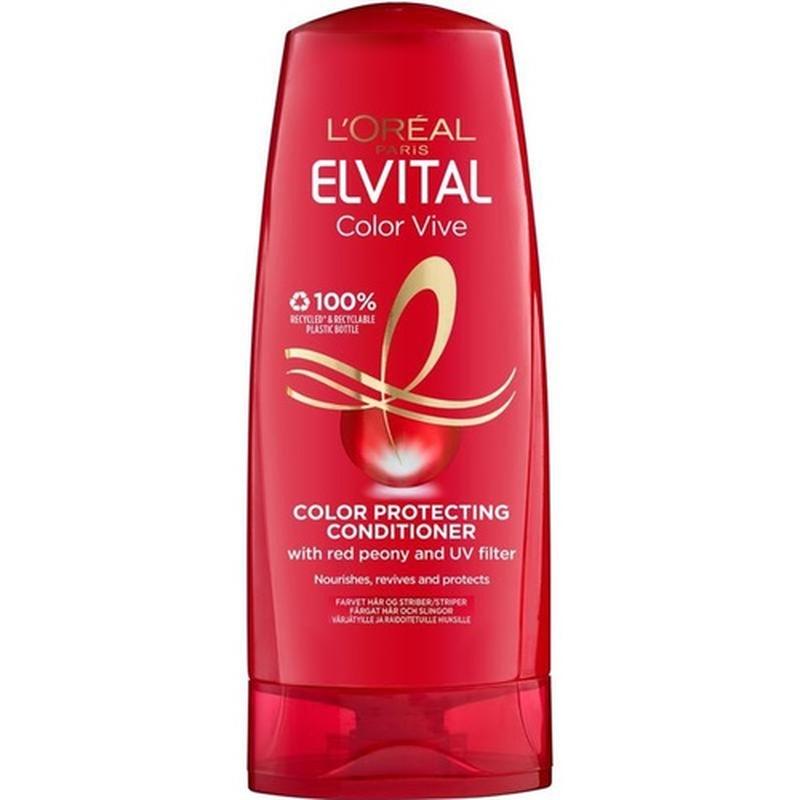 L'ORÉAL
PARIS
ELVITAL
Color Vive
100%
RECYCLED* & RECYCLABLE
PLASTIC BOTTLE
COLOR PROTECTING
CONDITIONER
with red peony and UV filter
Nourishes, revives and protects
FARVET HÅR OG STRIBER/STRIPER
FÄRGAT HÅR OCH SLINGOR
VÄRJÄTYILLE JA RAIDOITETUILLE HIUKSILLE